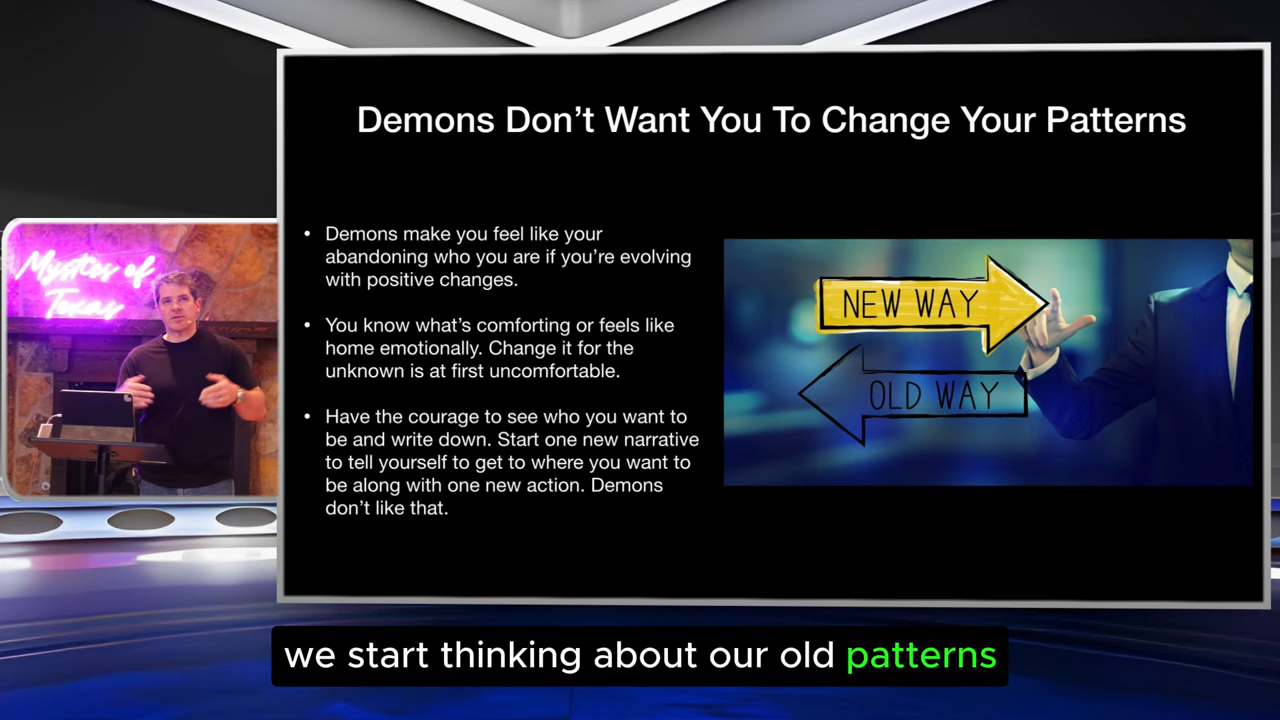 Demons Don't Want You To Change Your Patterns
• Demons make you feel like your
abandoning who you are if you're evolving
with positive changes.
• You know what's comforting or feels like
home emotionally. Change it for the
unknown is at first uncomfortable.
• Have the courage to see who you want to
be and write down. Start one new narrative
to tell yourself to get to where you want to
be along with one new action. Demons
don't like that.
NEW WAY
OLD WAY
Mystes of
Texas
we start thinking about our old patterns